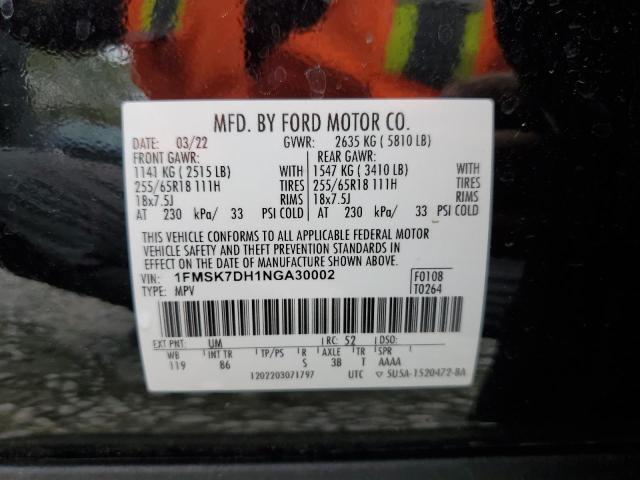 MFD. BY FORD MOTOR CO.
DATE: 03/22 GVWR: 2635 KG ( 5810 LB)
FRONT GAWR: REAR GAWR:
1141 KG ( 2515 LB) 1547 KG ( 3410 LB) WITH
255/65R18 111H 255/65R18 111H TIRES
18x7.5J 18x7.5J RIMS
AT 230 kPa/ 33 PSI COLD AT 230 kPa/ 33 PSI COLD
WITH
TIRES
RIMS
THIS VEHICLE CONFORMS TO ALL APPLICABLE FEDERAL MOTOR
VEHICLE SAFETY AND THEFT PREVENTION STANDARDS IN
EFFECT ON THE DATE OF MANUFACTURE SHOWN ABOVE.
VIN: 1FMSK7DH1NGA30002 F0108
TYPE: MPV T0264
EXT PNT: UM RC: 52 DSO:
WB INT TR TP/PS R AXLE TR SPR
119 86 S 3B T AAAA
1202203071797 UTC ▽ 5U5A-1520472-BA